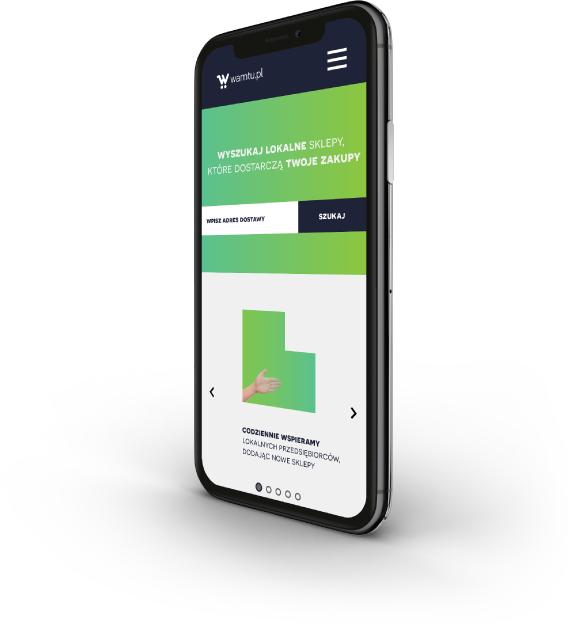 wamtu.pl
WYSZUKAJ LOKALNE SKLEPY,
KTÓRE DOSTARCZĄ TWOJE ZAKUPY
WPISZ ADRES DOSTAWY
SZUKAJ
CODZIENNIE WSPIERAMY
LOKALNYCH PRZEDSIĘBIORCÓW,
DODAJĄC NOWE SKLEPY